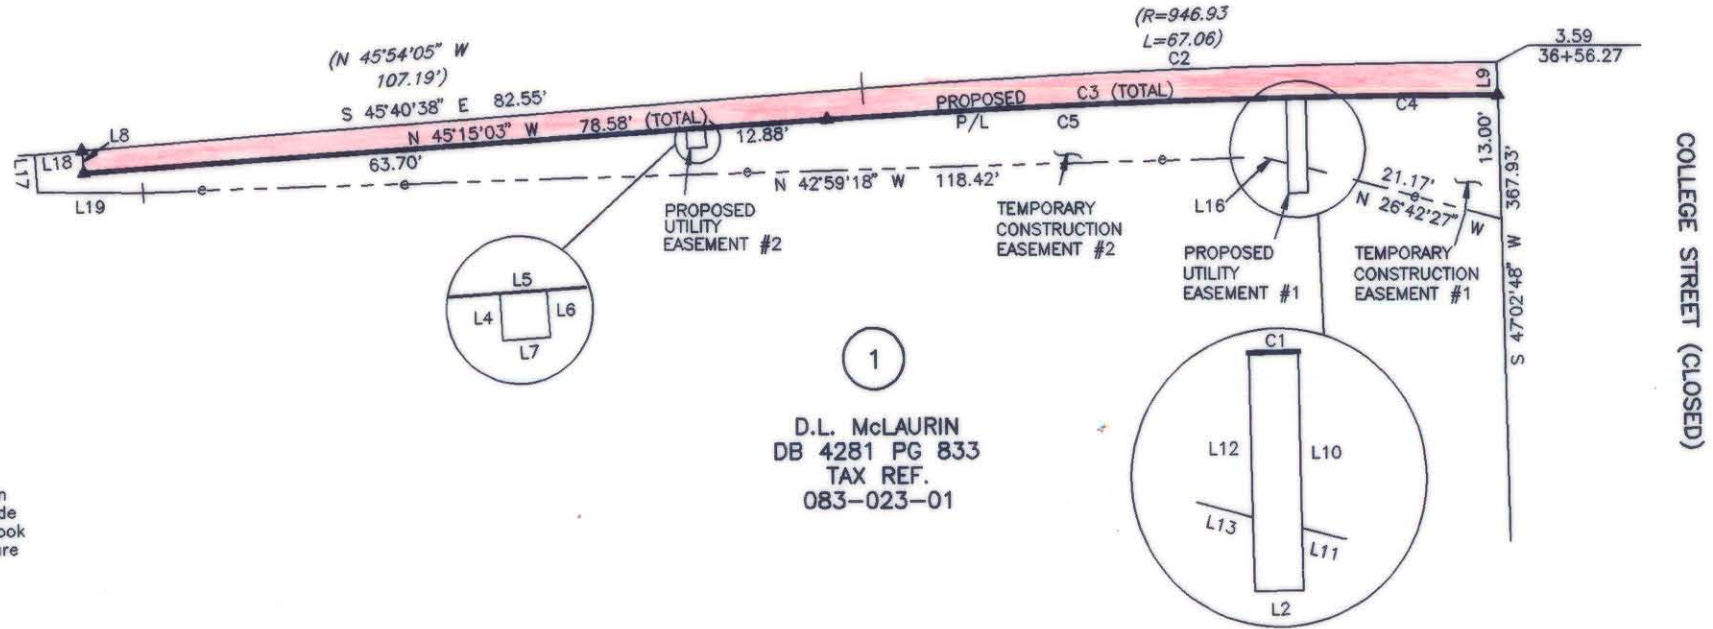 (N 45°54'05" W
107.19')
S 45°40'38" E 82.55'
(R=946.93
L=67.06)
C2
3.59
36+56.27
L9
L8
N 45°15'03" W 78.58' (TOTAL)
PROPOSED
P/L
C3 (TOTAL)
C4
C5
12.88'
63.70'
L18
L17
L19
e
e
e
e
e
N 42°59'18" W 118.42'
21.17'
N 26°42'27" W
13.00'
S 47°02'48" W 367.93'
L16
PROPOSED
UTILITY
EASEMENT #2
TEMPORARY
CONSTRUCTION
EASEMENT #2
PROPOSED
UTILITY
EASEMENT #1
TEMPORARY
CONSTRUCTION
EASEMENT #1
COLLEGE STREET (CLOSED)
L5
L4
L6
L7
1
D.L. McLAURIN
DB 4281 PG 833
TAX REF.
083-023-01
C1
L12
L10
L13
L11
L2
n
de
ook
are